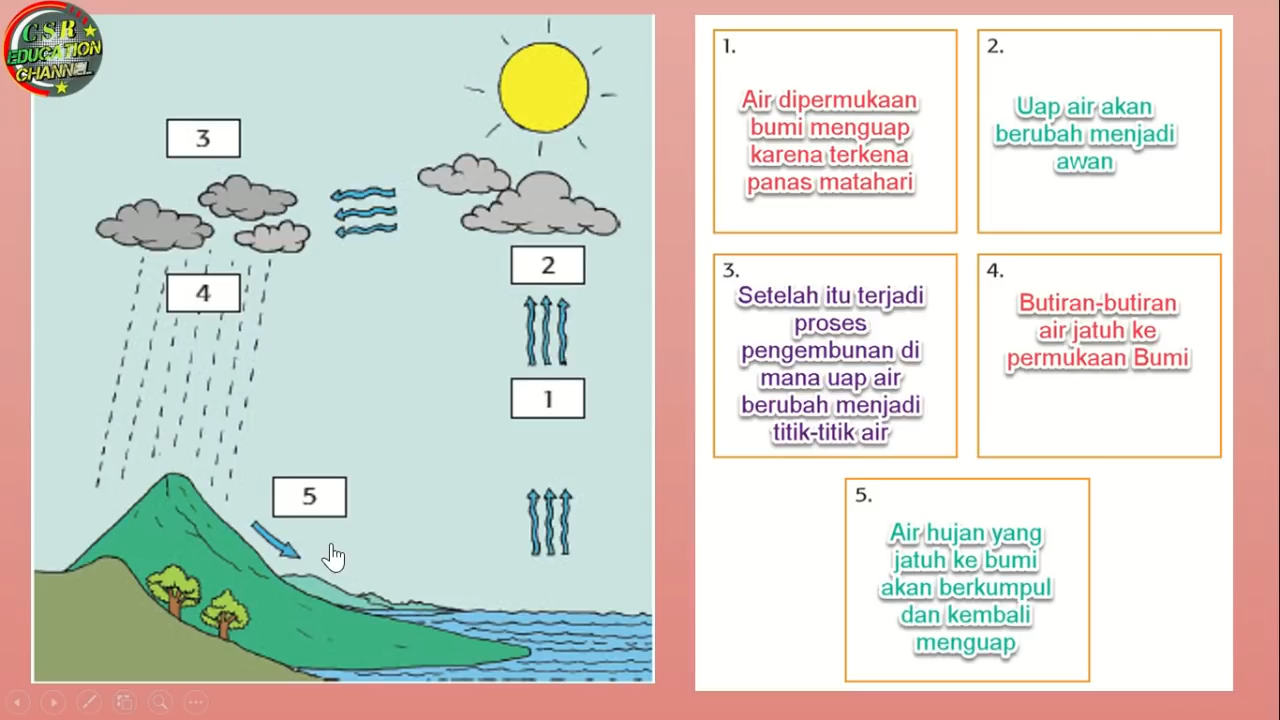 CSR
EDUCATION
CHANNEL
3
4
2
1
5
1.
Air dipermukaan
bumi menguap
karena terkena
panas matahari
2.
Uap air akan
berubah menjadi
awan
3.
Setelah itu terjadi
proses
pengembunan di
mana uap air
berubah menjadi
titik-titik air
4.
Butiran-butiran
air jatuh ke
permukaan Bumi
5.
Air hujan yang
jatuh ke bumi
akan berkumpul
dan kembali
menguap